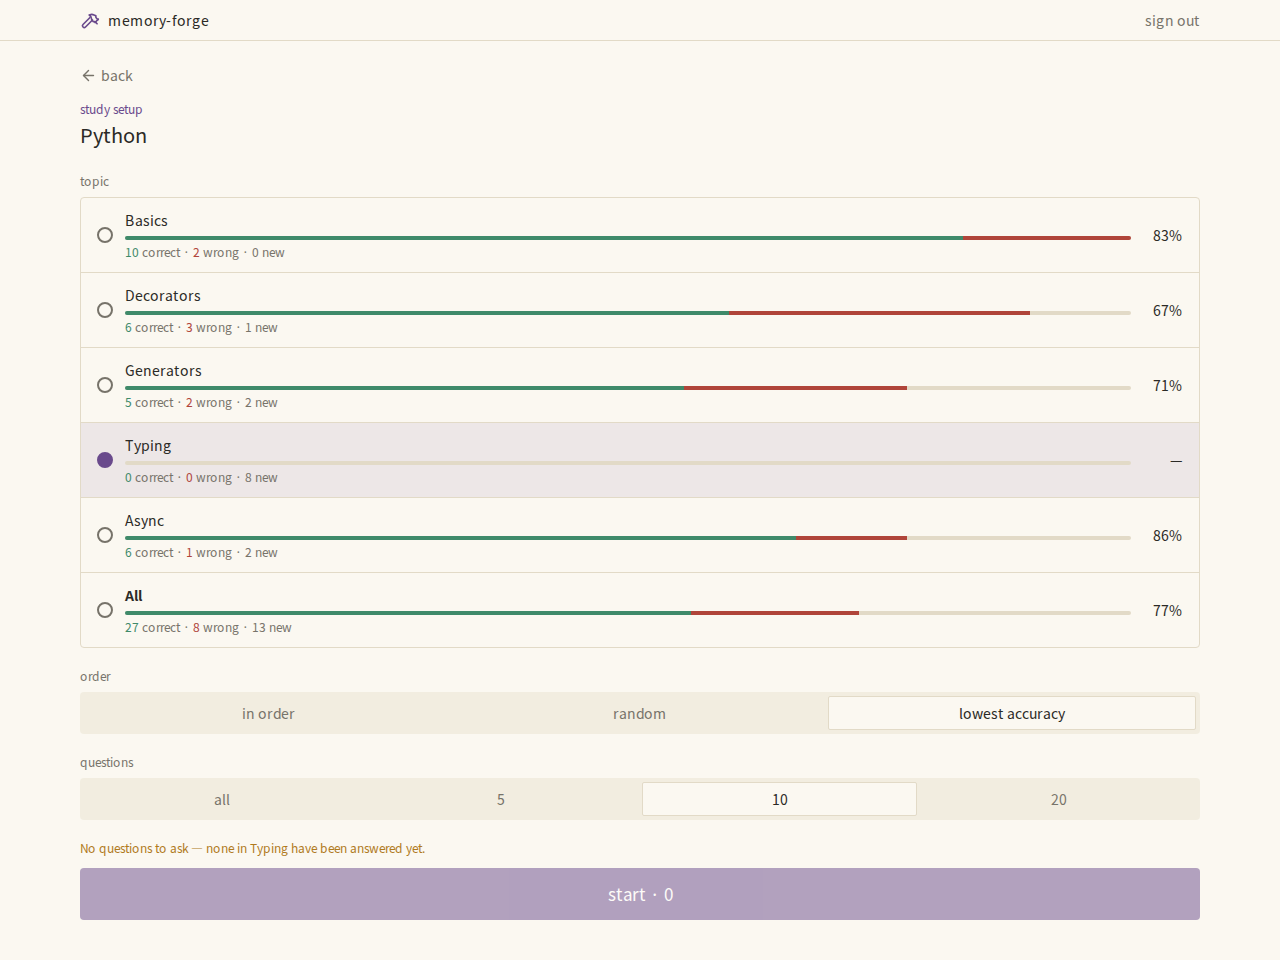 memory-forge
sign out
back
study setup
Python
topic
Basics
83%
10 correct · 2 wrong · 0 new
Decorators
67%
6 correct · 3 wrong · 1 new
Generators
71%
5 correct · 2 wrong · 2 new
Typing
—
0 correct · 0 wrong · 8 new
Async
86%
6 correct · 1 wrong · 2 new
All
77%
27 correct · 8 wrong · 13 new
order
in order random lowest accuracy
questions
all 5 10 20
No questions to ask — none in Typing have been answered yet.
start · 0